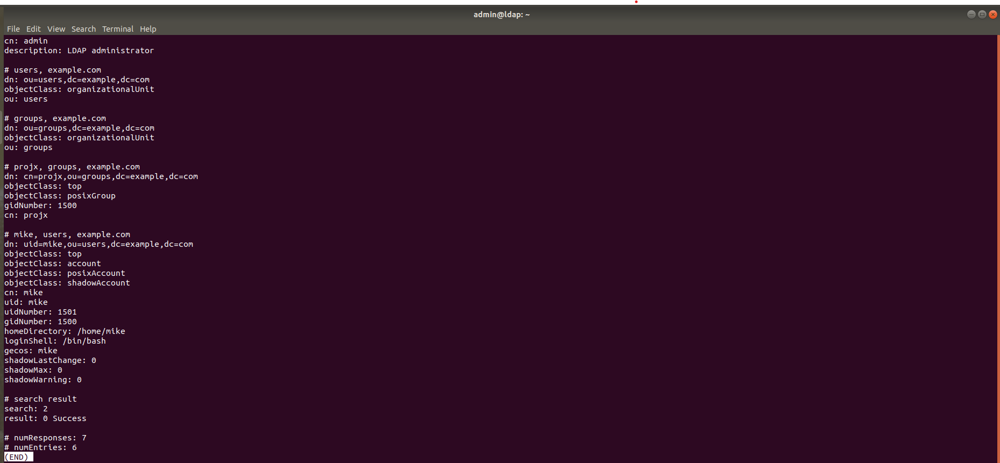 admin@ldap: ~
File Edit View Search Terminal Help
cn: admin
description: LDAP administrator
# users, example.com
dn: ou=users,dc=example,dc=com
objectClass: organizationalUnit
ou: users
# groups, example.com
dn: ou=groups,dc=example,dc=com
objectClass: organizationalUnit
ou: groups
# projx, groups, example.com
dn: cn=projx,ou=groups,dc=example,dc=com
objectClass: top
objectClass: posixGroup
gidNumber: 1500
cn: projx
# mike, users, example.com
dn: uid=mike,ou=users,dc=example,dc=com
objectClass: top
objectClass: account
objectClass: posixAccount
objectClass: shadowAccount
cn: mike
uid: mike
uidNumber: 1501
gidNumber: 1500
homeDirectory: /home/mike
loginShell: /bin/bash
gecos: mike
shadowLastChange: 0
shadowMax: 0
shadowWarning: 0
# search result
search: 2
result: 0 Success
# numResponses: 7
# numEntries: 6
(END)